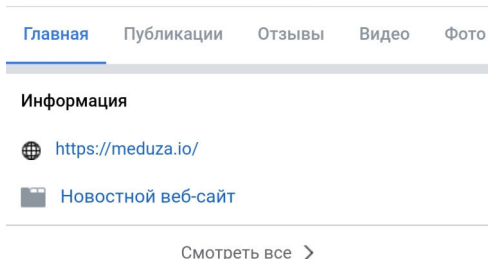 Главная Публикации Отзывы Видео Фото
Информация
https://meduza.io/
Новостной веб-сайт
Смотреть все